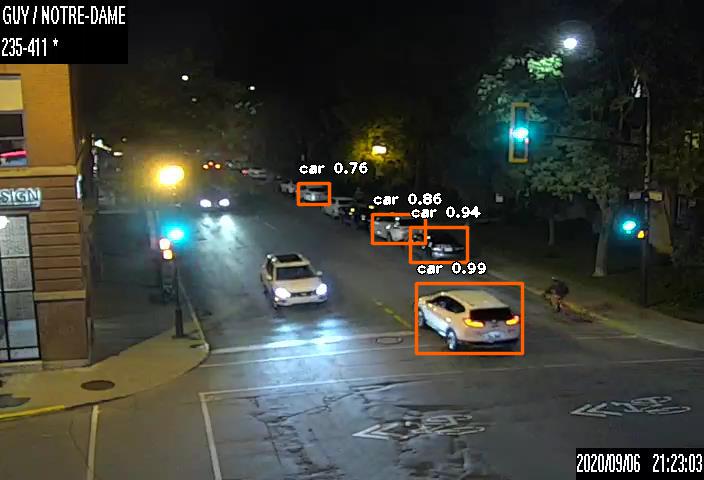 GUY / NOTRE-DAME
235-411 *
car 0.76
car 0.86
car 0.94
SIGN
car 0.99
2020/09/06 21:23:03